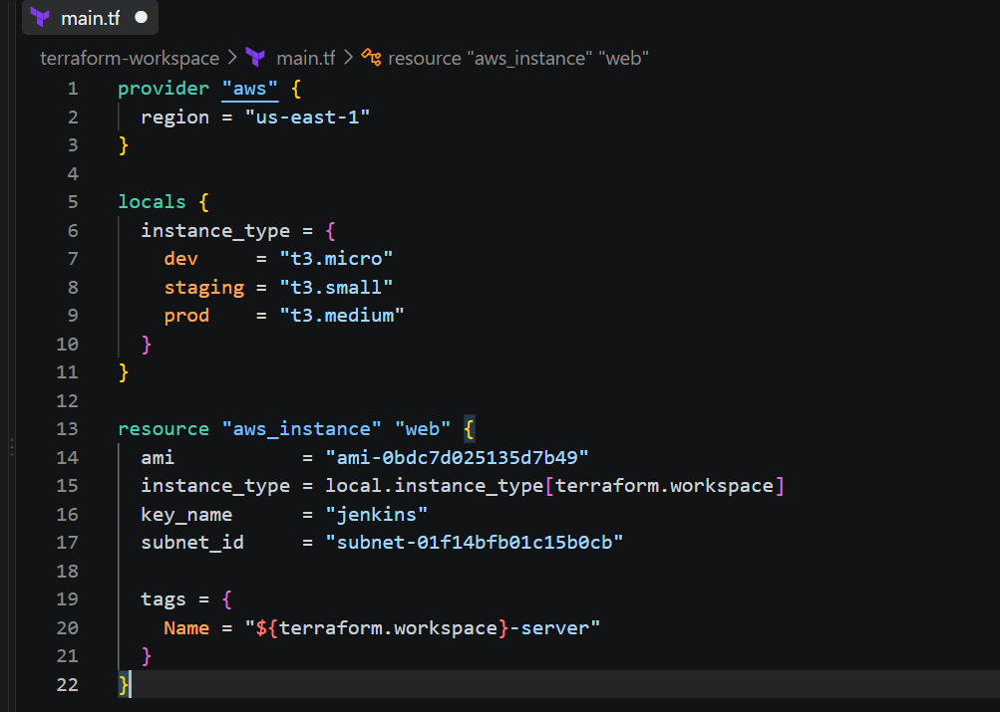 main.tf
terraform-workspace > main.tf > resource "aws_instance" "web"
1 provider "aws" {
2   region = "us-east-1"
3 }
4
5 locals {
6   instance_type = {
7     dev     = "t3.micro"
8     staging = "t3.small"
9     prod    = "t3.medium"
10   }
11 }
12
13 resource "aws_instance" "web" {
14   ami           = "ami-0bdc7d025135d7b49"
15   instance_type = local.instance_type[terraform.workspace]
16   key_name      = "jenkins"
17   subnet_id     = "subnet-01f14bfb01c15b0cb"
18
19   tags = {
20     Name = "${terraform.workspace}-server"
21   }
22 }